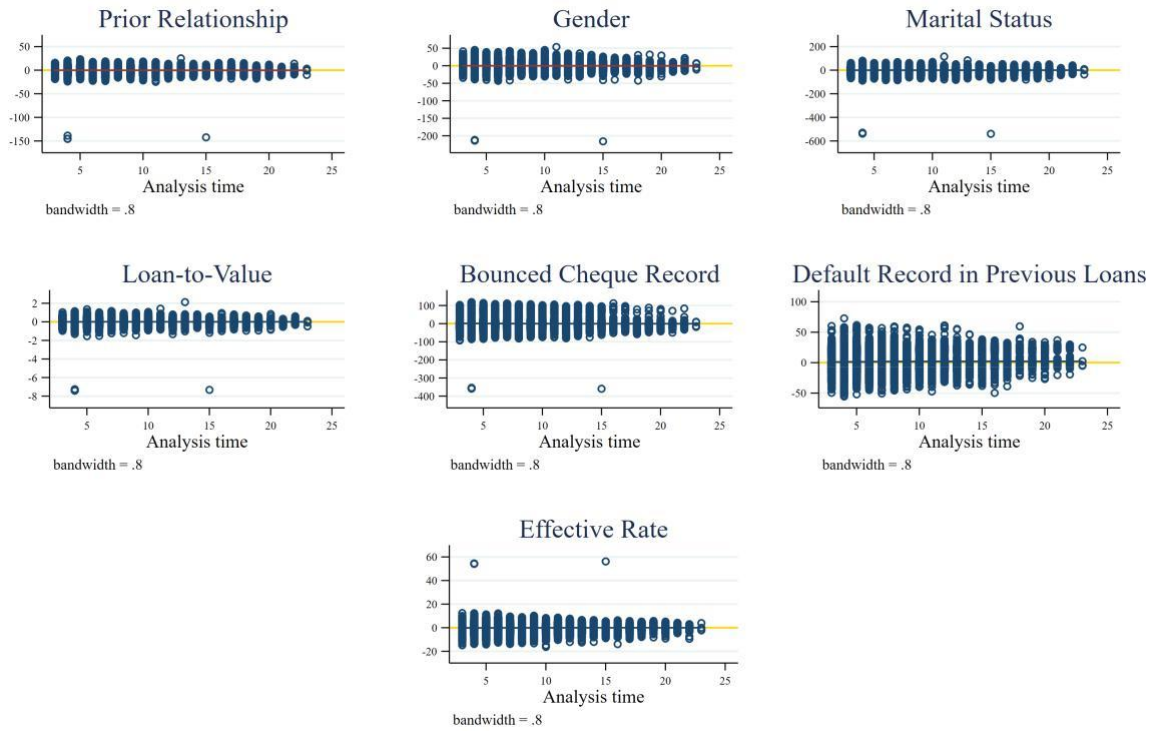 Prior Relationship
50
0
-50
-100
-150
5 10 15 20 25
Analysis time
bandwidth = .8
Gender
50
0
-50
-100
-150
-200
5 10 15 20 25
Analysis time
bandwidth = .8
Marital Status
200
0
-200
-400
-600
5 10 15 20 25
Analysis time
bandwidth = .8
Loan-to-Value
2
0
-2
-4
-6
-8
5 10 15 20 25
Analysis time
bandwidth = .8
Bounced Cheque Record
100
0
-100
-200
-300
-400
5 10 15 20 25
Analysis time
bandwidth = .8
Default Record in Previous Loans
100
50
0
-50
5 10 15 20 25
Analysis time
bandwidth = .8
Effective Rate
60
40
20
0
-20
5 10 15 20 25
Analysis time
bandwidth = .8